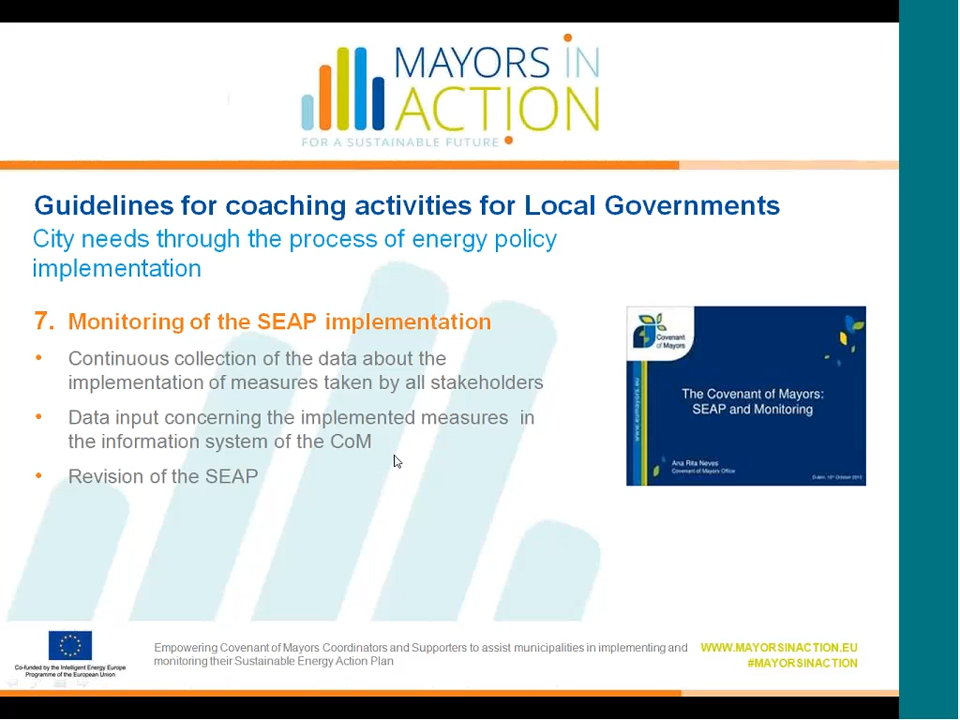 MAYORS IN
ACTION
FOR A SUSTAINABLE FUTURE
Guidelines for coaching activities for Local Governments
City needs through the process of energy policy
implementation
7. Monitoring of the SEAP implementation
• Continuous collection of the data about the
implementation of measures taken by all stakeholders
• Data input concerning the implemented measures in
the information system of the CoM
• Revision of the SEAP
Covenant
of Mayors
www.eumayors.eu
The Covenant of Mayors:
SEAP and Monitoring
Ana Rita Neves
Covenant of Mayors Office
Co-funded by the Intelligent Energy Europe
Programme of the European Union
Empowering Covenant of Mayors Coordinators and Supporters to assist municipalities in implementing and
monitoring their Sustainable Energy Action Plan
WWW.MAYORSINACTION.EU
#MAYORSINACTION